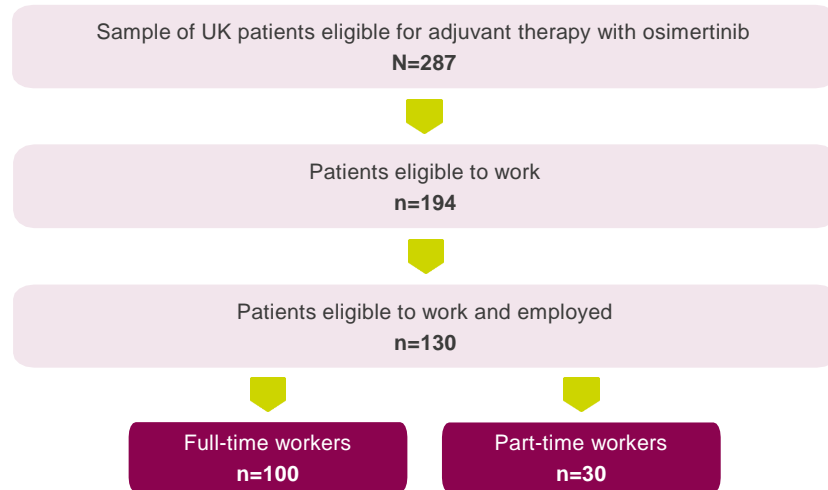 Sample of UK patients eligible for adjuvant therapy with osimertinib
N=287
Patients eligible to work
n=194
Patients eligible to work and employed
n=130
Full-time workers
n=100
Part-time workers
n=30